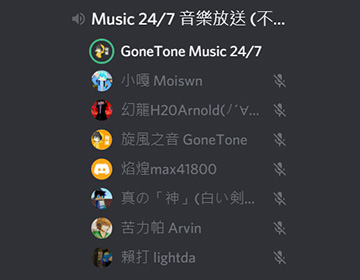 Music 24/7 音樂放送 (不...
GoneTone Music 24/7
小嘎 Moiswn
幻龍H20Arnold(ﾉ´∀...
旋風之音 GoneTone
焰煌max41800
真の「神」(白い剣...
苦力帕 Arvin
賴打 lightda